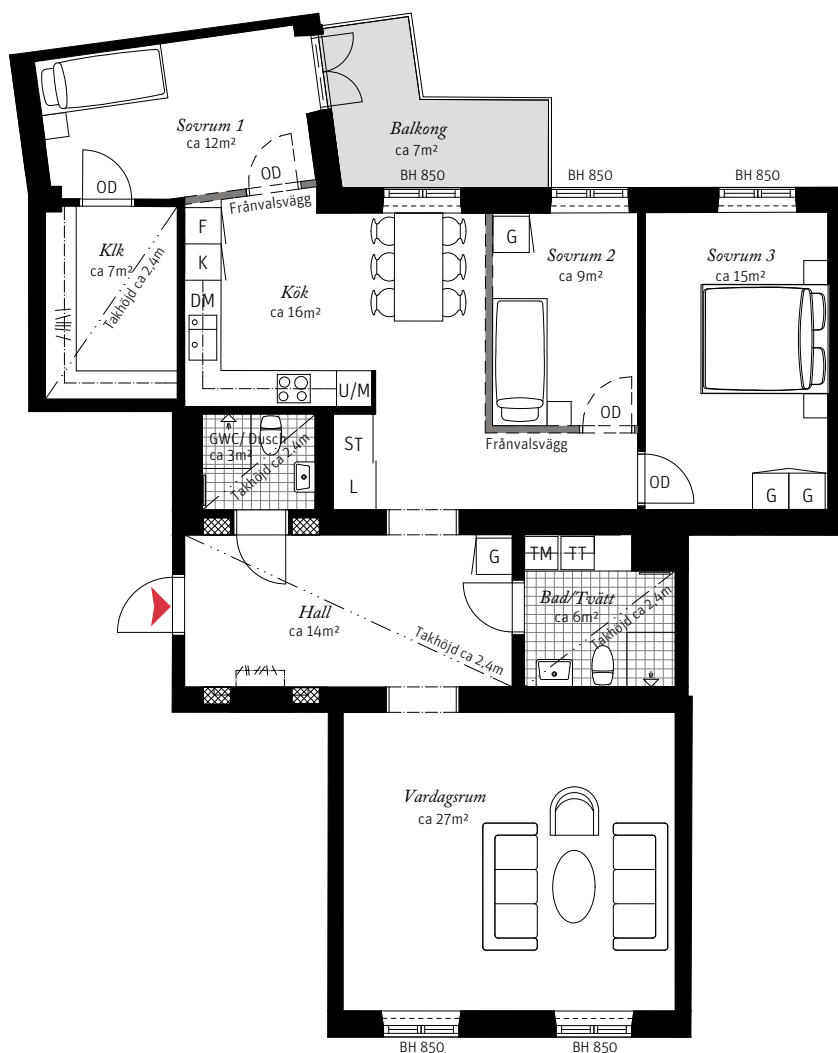 Sovrum 1
ca 12m²
Balkong
ca 7m²
OD
OD
Frånvalsvägg
BH 850
BH 850
BH 850
Klk
ca 7m²
Takhöjd ca 2,4m
F
K
DM
Kök
ca 16m²
U/M
G
Sovrum 2
ca 9m²
OD
Frånvalsvägg
Sovrum 3
ca 15m²
OD
G
G
GWC/Dusch
ca 3m²
Takhöjd ca 2,4m
ST
L
G
TM
TT
Hall
ca 14m²
Takhöjd ca 2,4m
Bad/Tvätt
ca 6m²
Takhöjd ca 2,4m
Vardagsrum
ca 27m²
BH 850
BH 850